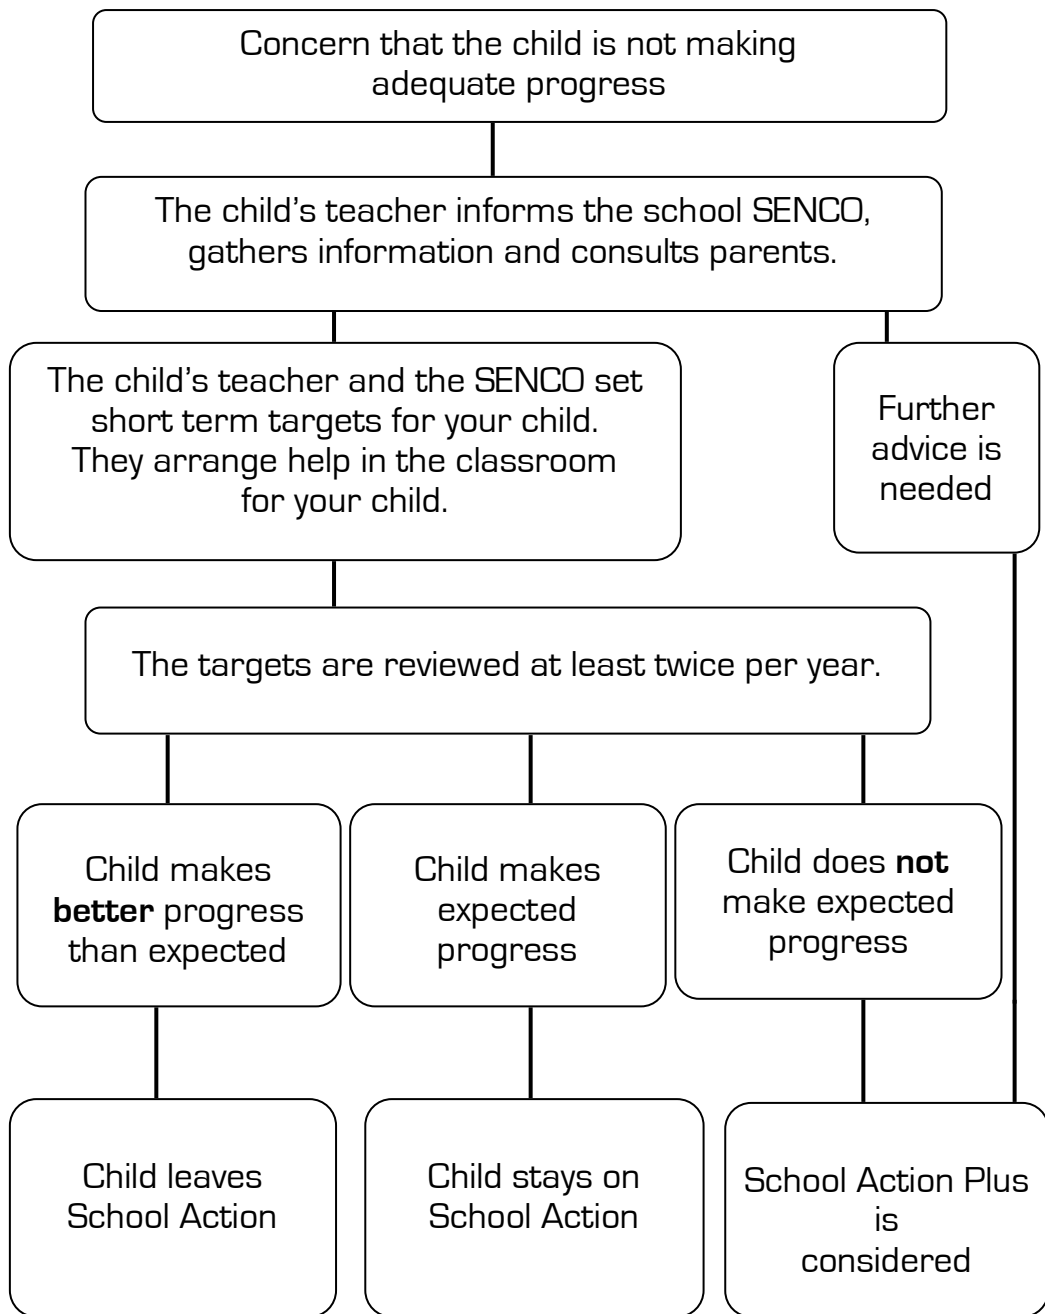 Concern that the child is not making
adequate progress
The child's teacher informs the school SENCO,
gathers information and consults parents.
The child's teacher and the SENCO set
short term targets for your child.
They arrange help in the classroom
for your child.
Further
advice is
needed
The targets are reviewed at least twice per year.
Child makes
better progress
than expected
Child makes
expected
progress
Child does not
make expected
progress
Child leaves
School Action
Child stays on
School Action
School Action Plus
is
considered